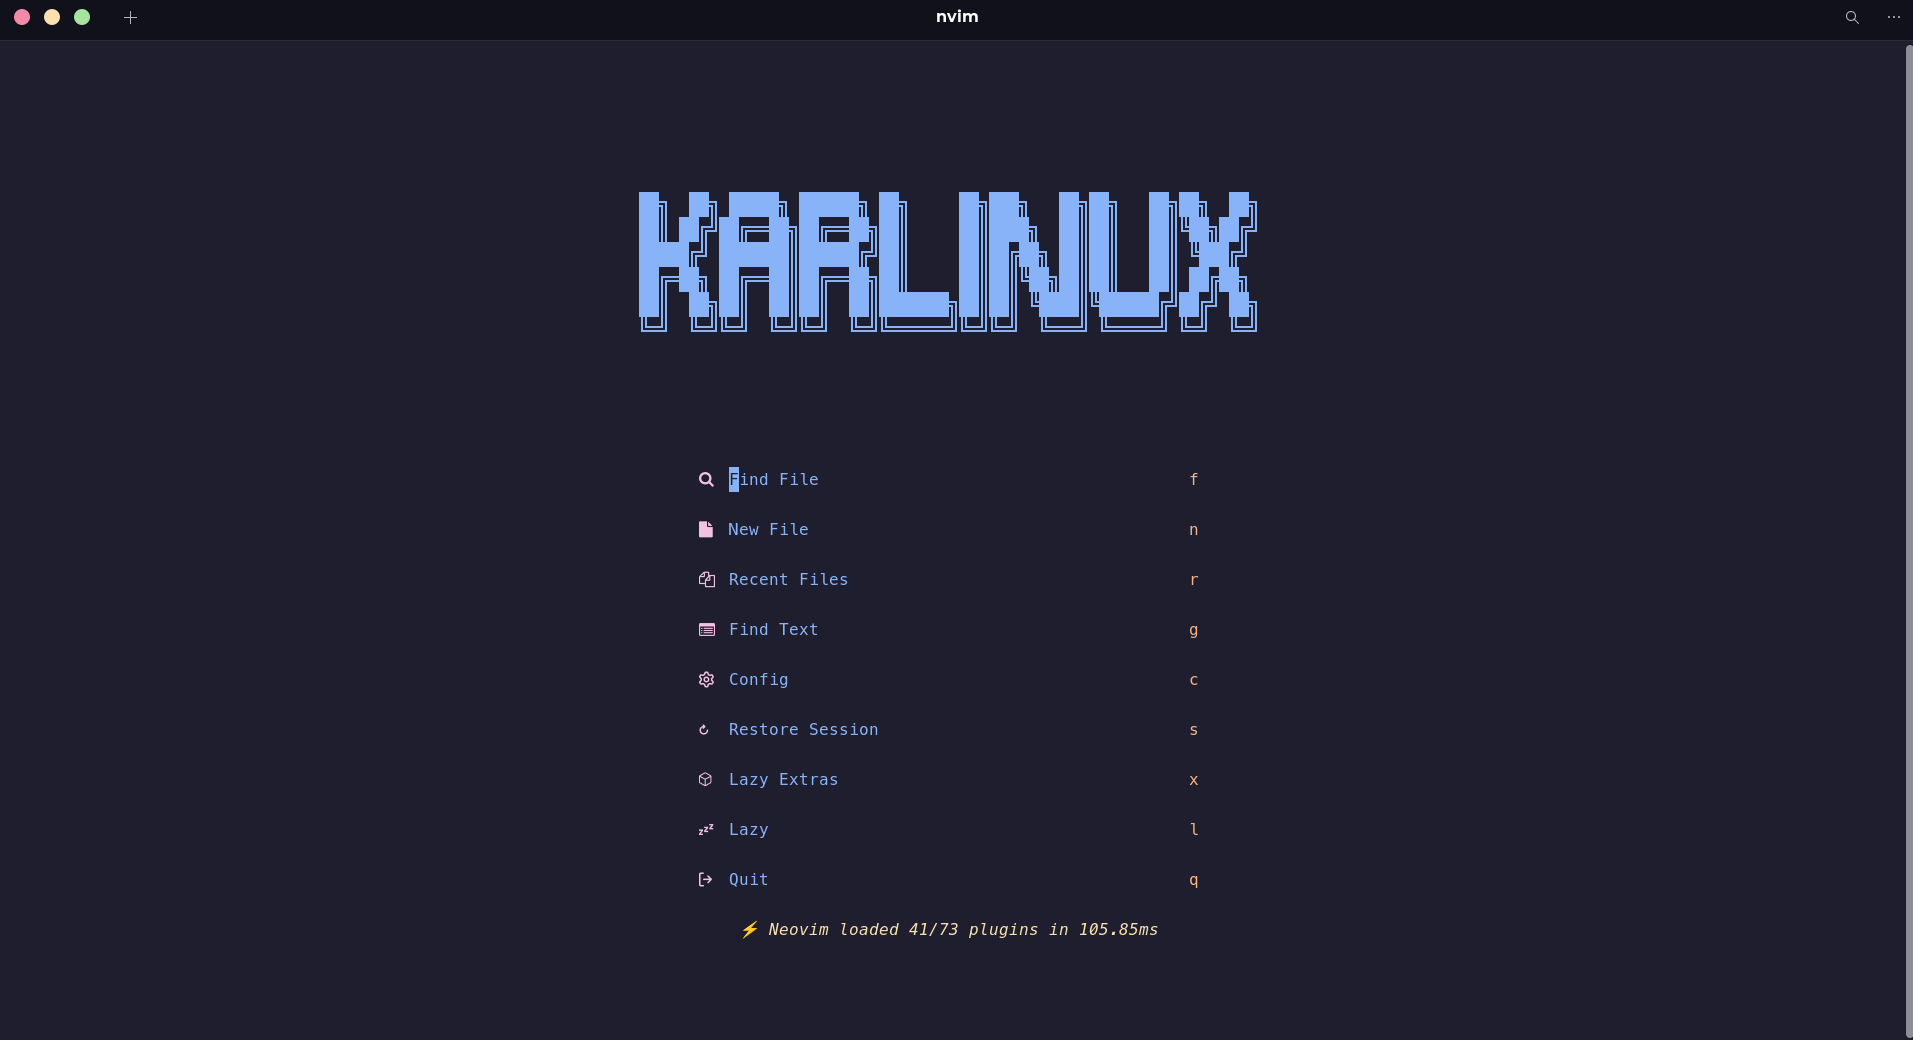 nvim
KARLINUX
Find File f
New File n
Recent Files r
Find Text g
Config c
Restore Session s
Lazy Extras x
Lazy l
Quit q
⚡ Neovim loaded 41/73 plugins in 105.85ms